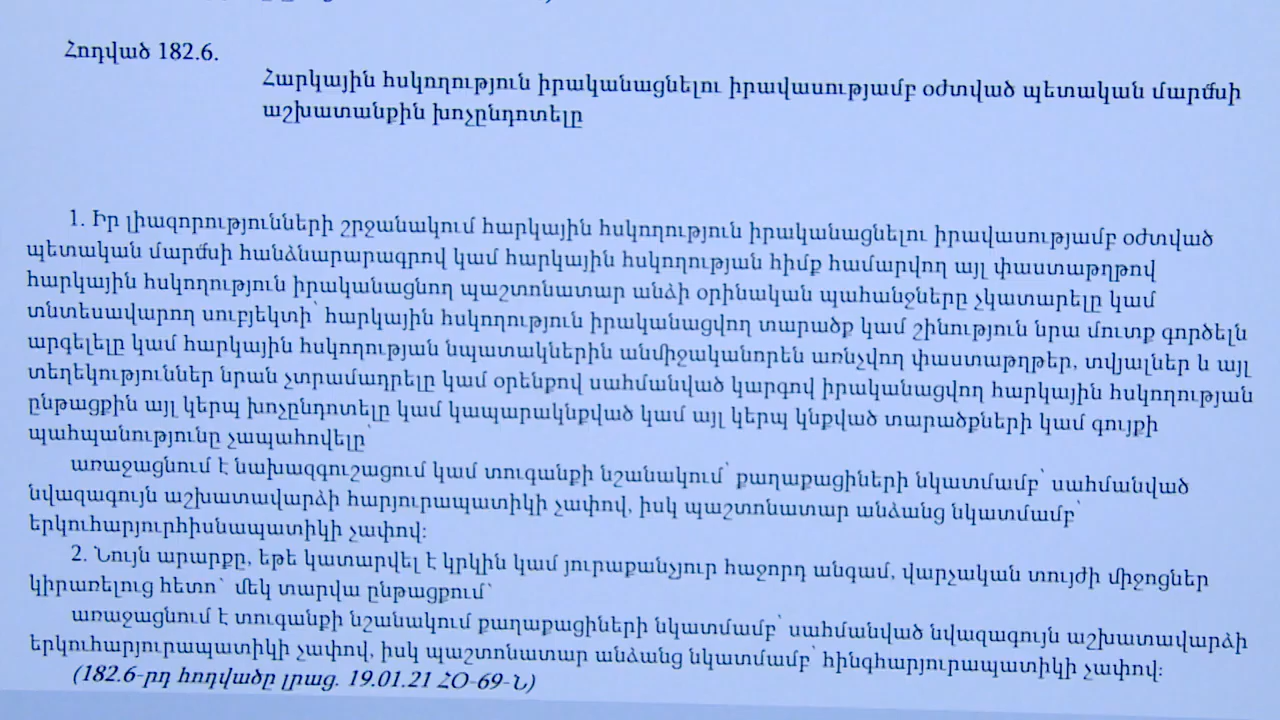 Հոդված 182.6.
Հարկային հսկողություն իրականացնելու իրավասությամբ օժտված պետական մարմնի
աշխատանքին խոչընդոտելը
1. Իր լիազորությունների շրջանակում հարկային հսկողություն իրականացնելու իրավասությամբ օժտված
պետական մարմնի հանձնարարագրով կամ հարկային հսկողության հիմք համարվող այլ փաստաթղթով
հարկային հսկողություն իրականացնող պաշտոնատար անձի օրինական պահանջները չկատարելը կամ
տնտեսավարող սուբյեկտի՝ հարկային հսկողություն իրականացվող տարածք կամ շինություն նրա մուտք գործելն
արգելելը կամ հարկային հսկողության նպատակներին անմիջականորեն առնչվող փաստաթղթեր, տվյալներ և այլ
տեղեկություններ նրան չտրամադրելը կամ օրենքով սահմանված կարգով իրականացվող հարկային հսկողության
ընթացքին այլ կերպ խոչընդոտելը կամ կապարակնքված կամ այլ կերպ կնքված տարածքների կամ գույքի
պահպանությունը չապահովելը՝
առաջացնում է նախազգուշացում կամ տուգանքի նշանակում՝ քաղաքացիների նկատմամբ՝ սահմանված
նվազագույն աշխատավարձի հարյուրապատիկի չափով, իսկ պաշտոնատար անձանց նկատմամբ՝
երկուհարյուրհիսնապատիկի չափով:
2. Նույն արարքը, եթե կատարվել է կրկին կամ յուրաքանչյուր հաջորդ անգամ, վարչական տույժի միջոցներ
կիրառելուց հետո՝ մեկ տարվա ընթացքում՝
առաջացնում է տուգանքի նշանակում քաղաքացիների նկատմամբ՝ սահմանված նվազագույն աշխատավարձի
երկուհարյուրապատիկի չափով, իսկ պաշտոնատար անձանց նկատմամբ՝ հինգհարյուրապատիկի չափով:
(182.6-րդ հոդվածը լրաց. 19.01.21 ՀՕ-69-Ն)